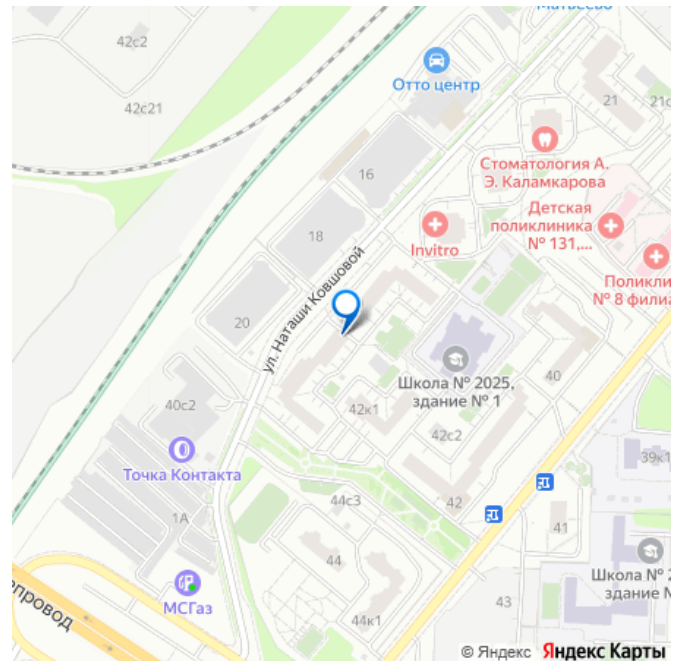 42с2
Матвеево
Отто центр
42с21
21
21с
16
Стоматология А.
Э. Каламкарова
Детская
поликлиника
№ 131,...
18
Invitro
Поликли
№ 8 филиа
ул. Наташи Ковшовой
20
Школа № 2025,
здание № 1
40
40с2
42к1
42с2
39к1
Точка Контакта
1А
44с3
42
41
44
Школа № 2
здание №
МСГаз
43
епровод
44к1
© Яндекс Яндекс Карты